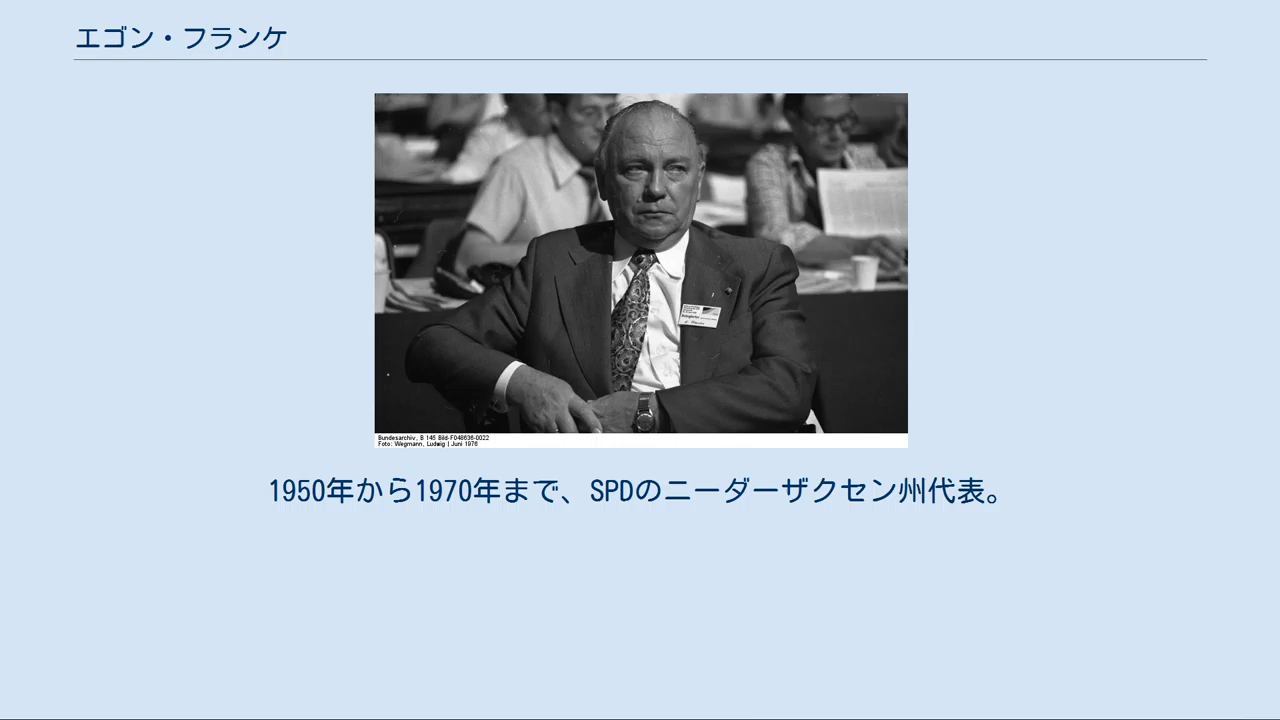 エゴン・フランケ
Bundesarchiv, B 145 Bild-F048636-0022
Foto: Wegmann, Ludwig | Juni 1976
1950年から1970年まで、SPDのニーダーザクセン州代表。